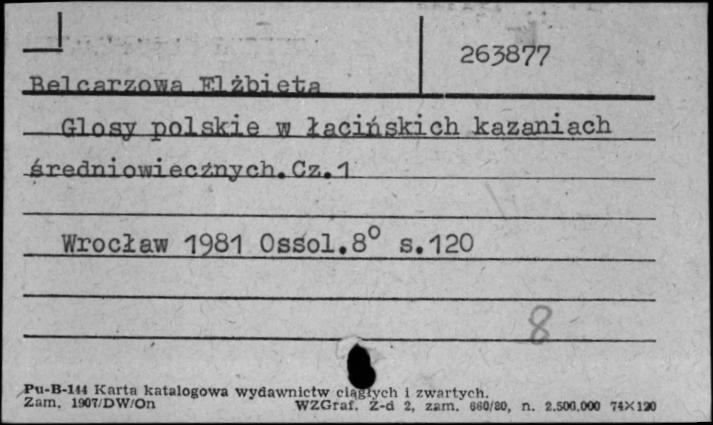 263877
Belcarzowa Elżbieta
Glosy polskie w łacińskich kazaniach
średniowiecznych.Cz.1
Wrocław 1981 Ossol.8° s.120
8
Pu-B-144 Karta katalogowa wydawnictw ciągłych i zwartych.
Zam. 1907/DW/On WZGraf. Z-d 2, zam. 660/80, n. 2.500.000 74×120